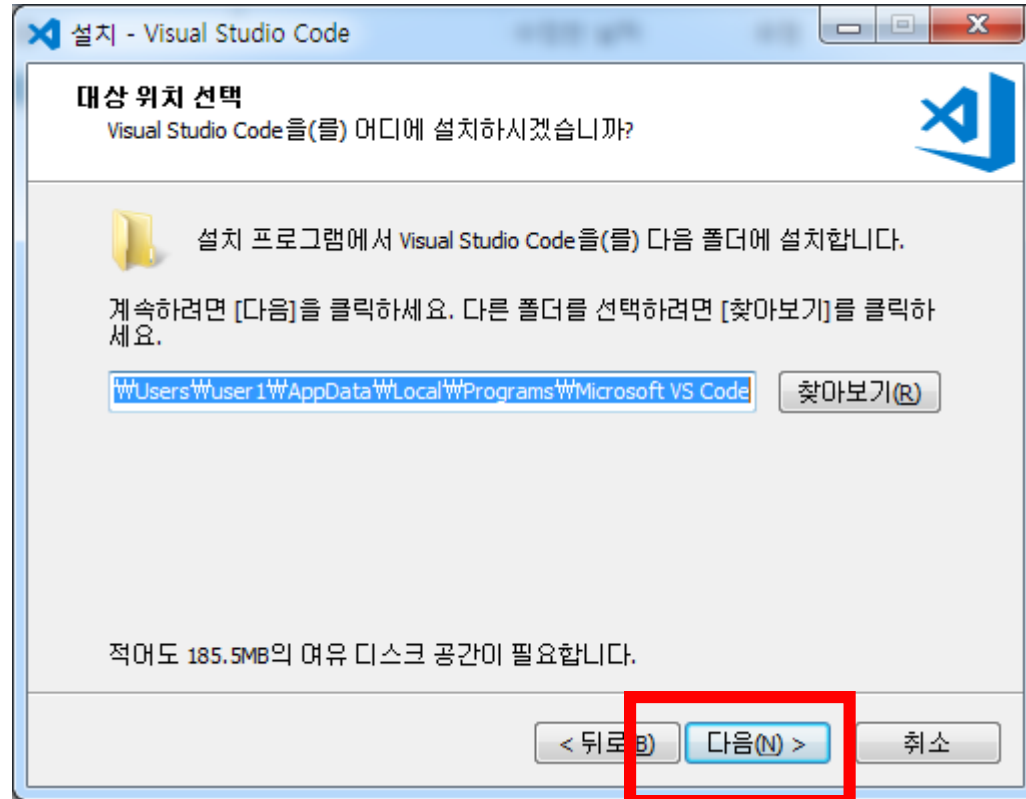 설치 - Visual Studio Code
대상 위치 선택
Visual Studio Code을(를) 어디에 설치하시겠습니까?
설치 프로그램에서 Visual Studio Code을(를) 다음 폴더에 설치합니다.
계속하려면 [다음]을 클릭하세요. 다른 폴더를 선택하려면 [찾아보기]를 클릭하
세요.
₩Users₩user1₩AppData₩Local₩Programs₩Microsoft VS Code
찾아보기(R)
적어도 185.5MB의 여유 디스크 공간이 필요합니다.
< 뒤로(B) 다음(N) > 취소